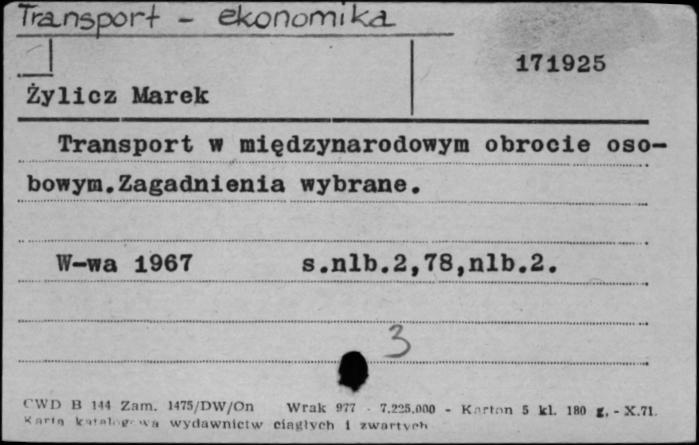 Transport - ekonomika
171925
Żylicz Marek
Transport w międzynarodowym obrocie oso-
bowym.Zagadnienia wybrane.
W-wa 1967 s.nlb.2,78,nlb.2.
3
CWD B 144 Zam. 1475/DW/On Wrak 977 - 7.225.000 - Karton 5 kl. 180 g. - X.71.
Karta katalogowa wydawnictw ciągłych i zwartych